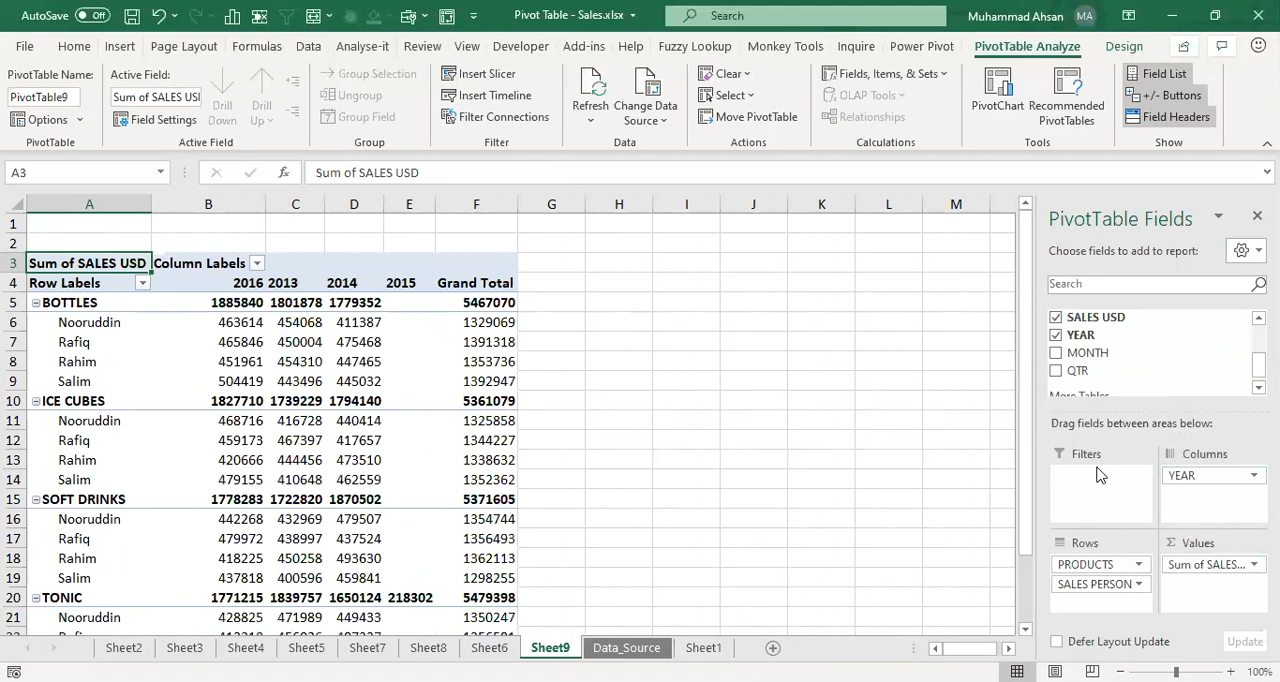 AutoSave Off Pivot Table - Sales.xlsx Search Muhammad Ahsan MA
File Home Insert Page Layout Formulas Data Analyse-it Review View Developer Add-ins Help Fuzzy Lookup Monkey Tools Inquire Power Pivot PivotTable Analyze Design
PivotTable Name: Active Field: Group Selection Insert Slicer Clear Fields, Items, & Sets Field List
PivotTable9 Sum of SALES USI Drill Down Drill Up Ungroup Insert Timeline Refresh Change Data Source Select OLAP Tools PivotChart Recommended PivotTables +/- Buttons
Options Field Settings Group Field Filter Connections Move PivotTable Relationships Field Headers
PivotTable Active Field Group Filter Data Actions Calculations Tools Show
A3 fx Sum of SALES USD
A B C D E F G H I J K L M
1
2
3 Sum of SALES USD Column Labels
4 Row Labels 2016 2013 2014 2015 Grand Total
5 BOTTLES 1885840 1801878 1779352 5467070
6 Nooruddin 463614 454068 411387 1329069
7 Rafiq 465846 450004 475468 1391318
8 Rahim 451961 454310 447465 1353736
9 Salim 504419 443496 445032 1392947
10 ICE CUBES 1827710 1739229 1794140 5361079
11 Nooruddin 468716 416728 440414 1325858
12 Rafiq 459173 467397 417657 1344227
13 Rahim 420666 444456 473510 1338632
14 Salim 479155 410648 462559 1352362
15 SOFT DRINKS 1778283 1722820 1870502 5371605
16 Nooruddin 442268 432969 479507 1354744
17 Rafiq 479972 438997 437524 1356493
18 Rahim 418225 450258 493630 1362113
19 Salim 437818 400596 459841 1298255
20 TONIC 1771215 1839757 1650124 218302 5479398
21 Nooruddin 428825 471989 449433 1350247
PivotTable Fields
Choose fields to add to report:
Search
SALES USD
YEAR
MONTH
QTR
More Tables
Drag fields between areas below:
Filters Columns
YEAR
Rows Values
PRODUCTS Sum of SALES...
SALES PERSON
Defer Layout Update Update
Sheet2 Sheet3 Sheet4 Sheet5 Sheet7 Sheet8 Sheet6 Sheet9 Data_Source Sheet1
100%